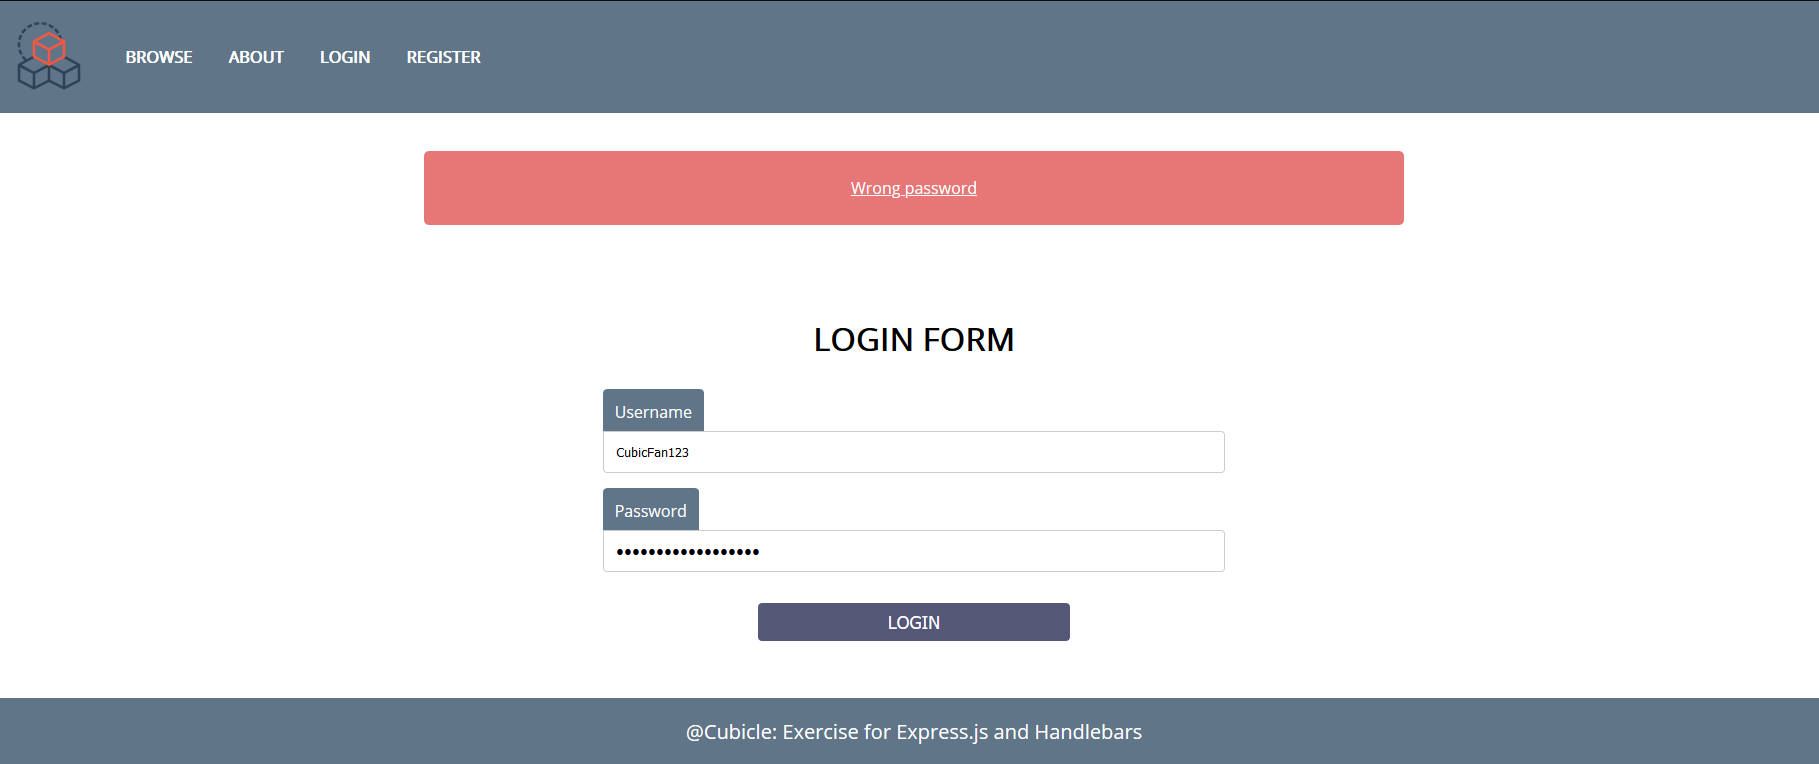 BROWSE ABOUT LOGIN REGISTER
Wrong password
LOGIN FORM
Username
CubicFan123
Password
••••••••••••••••••
LOGIN
@Cubicle: Exercise for Express.js and Handlebars